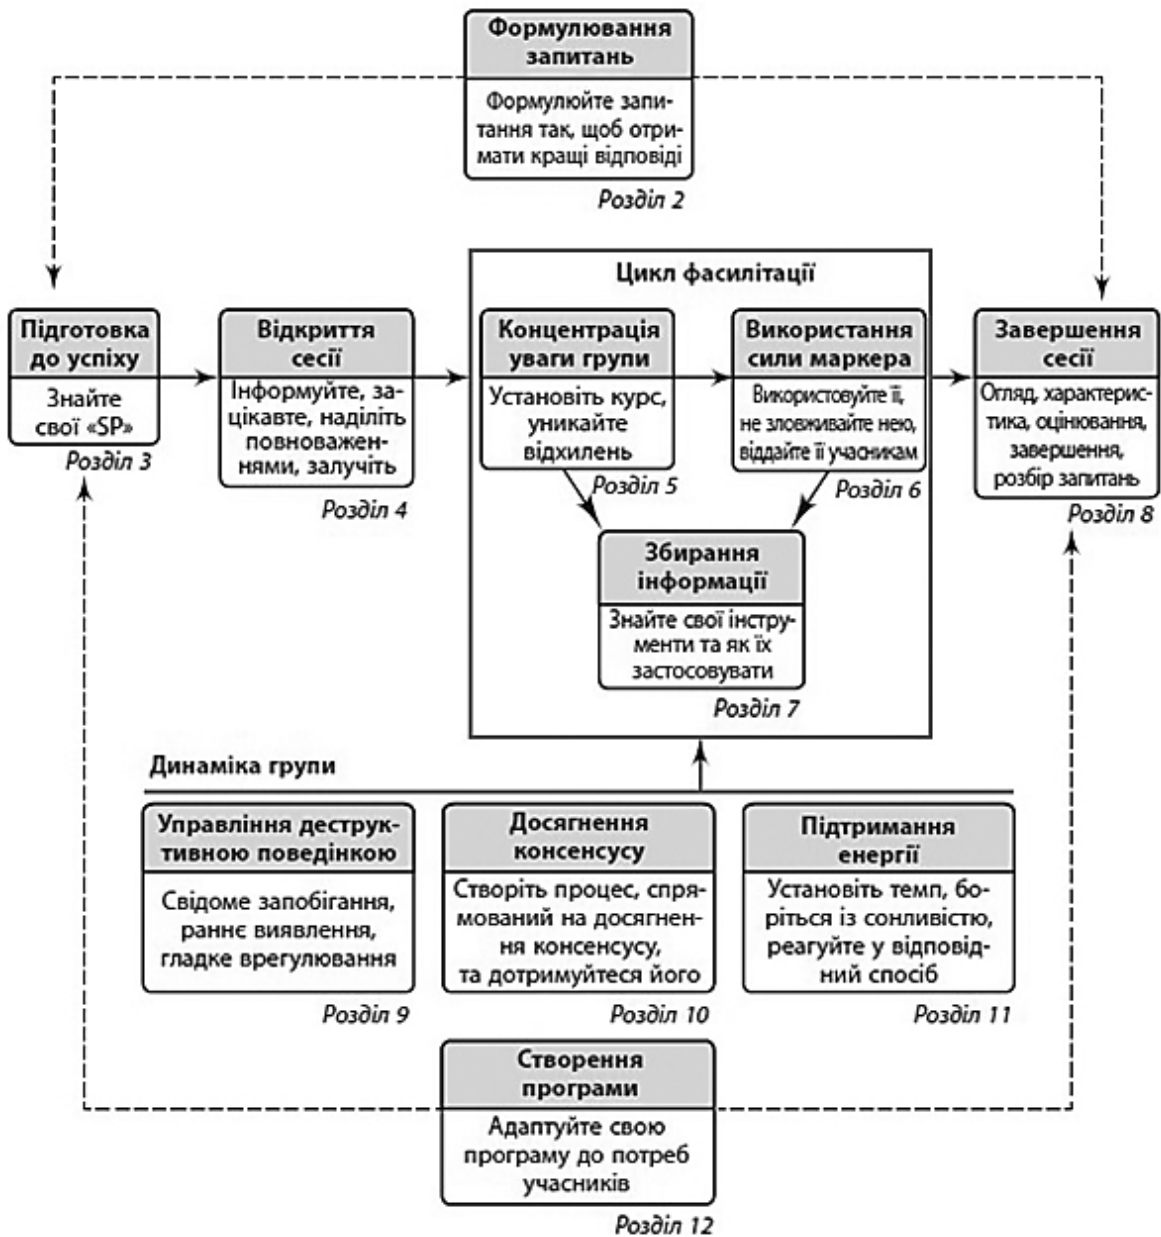 Формулювання
запитань
Формулюйте запи-
тання так, щоб отри-
мати кращі відповіді
Розділ 2
Цикл фасилітації
Підготовка
до успіху
Знайте
свої «SP»
Розділ 3
Відкриття
сесії
Інформуйте, за-
цікавте, наділіть
повноважен-
нями, залучіть
Розділ 4
Концентрація
уваги групи
Установіть курс,
уникайте
відхилень
Розділ 5
Використання
сили маркера
Використовуйте її,
не зловживайте нею,
віддайте її учасникам
Розділ 6
Завершення
сесії
Огляд, характерис-
тика, оцінювання,
завершення,
розбір запитань
Розділ 8
Збирання
інформації
Знайте свої інстру-
менти та як їх
застосовувати
Розділ 7
Динаміка групи
Управління деструк-
тивною поведінкою
Свідоме запобігання,
раннє виявлення,
гладке врегулювання
Розділ 9
Досягнення
консенсусу
Створіть процес, спря-
мований на досягнен-
ня консенсусу,
та дотримуйтеся його
Розділ 10
Підтримання
енергії
Установіть темп, бо-
ріться із сонливістю,
реагуйте у відповід-
ний спосіб
Розділ 11
Створення
програми
Адаптуйте свою
програму до потреб
учасників
Розділ 12